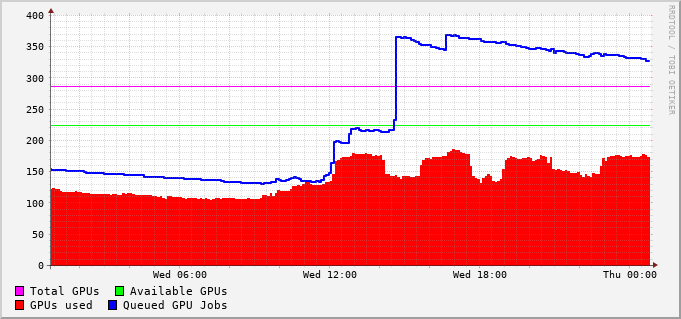 400
350
300
250
200
150
100
50
0
Wed 06:00 Wed 12:00 Wed 18:00 Thu 00:00
Total GPUs Available GPUs
GPUs used Queued GPU Jobs
RRDTOOL / TOBI OETIKER